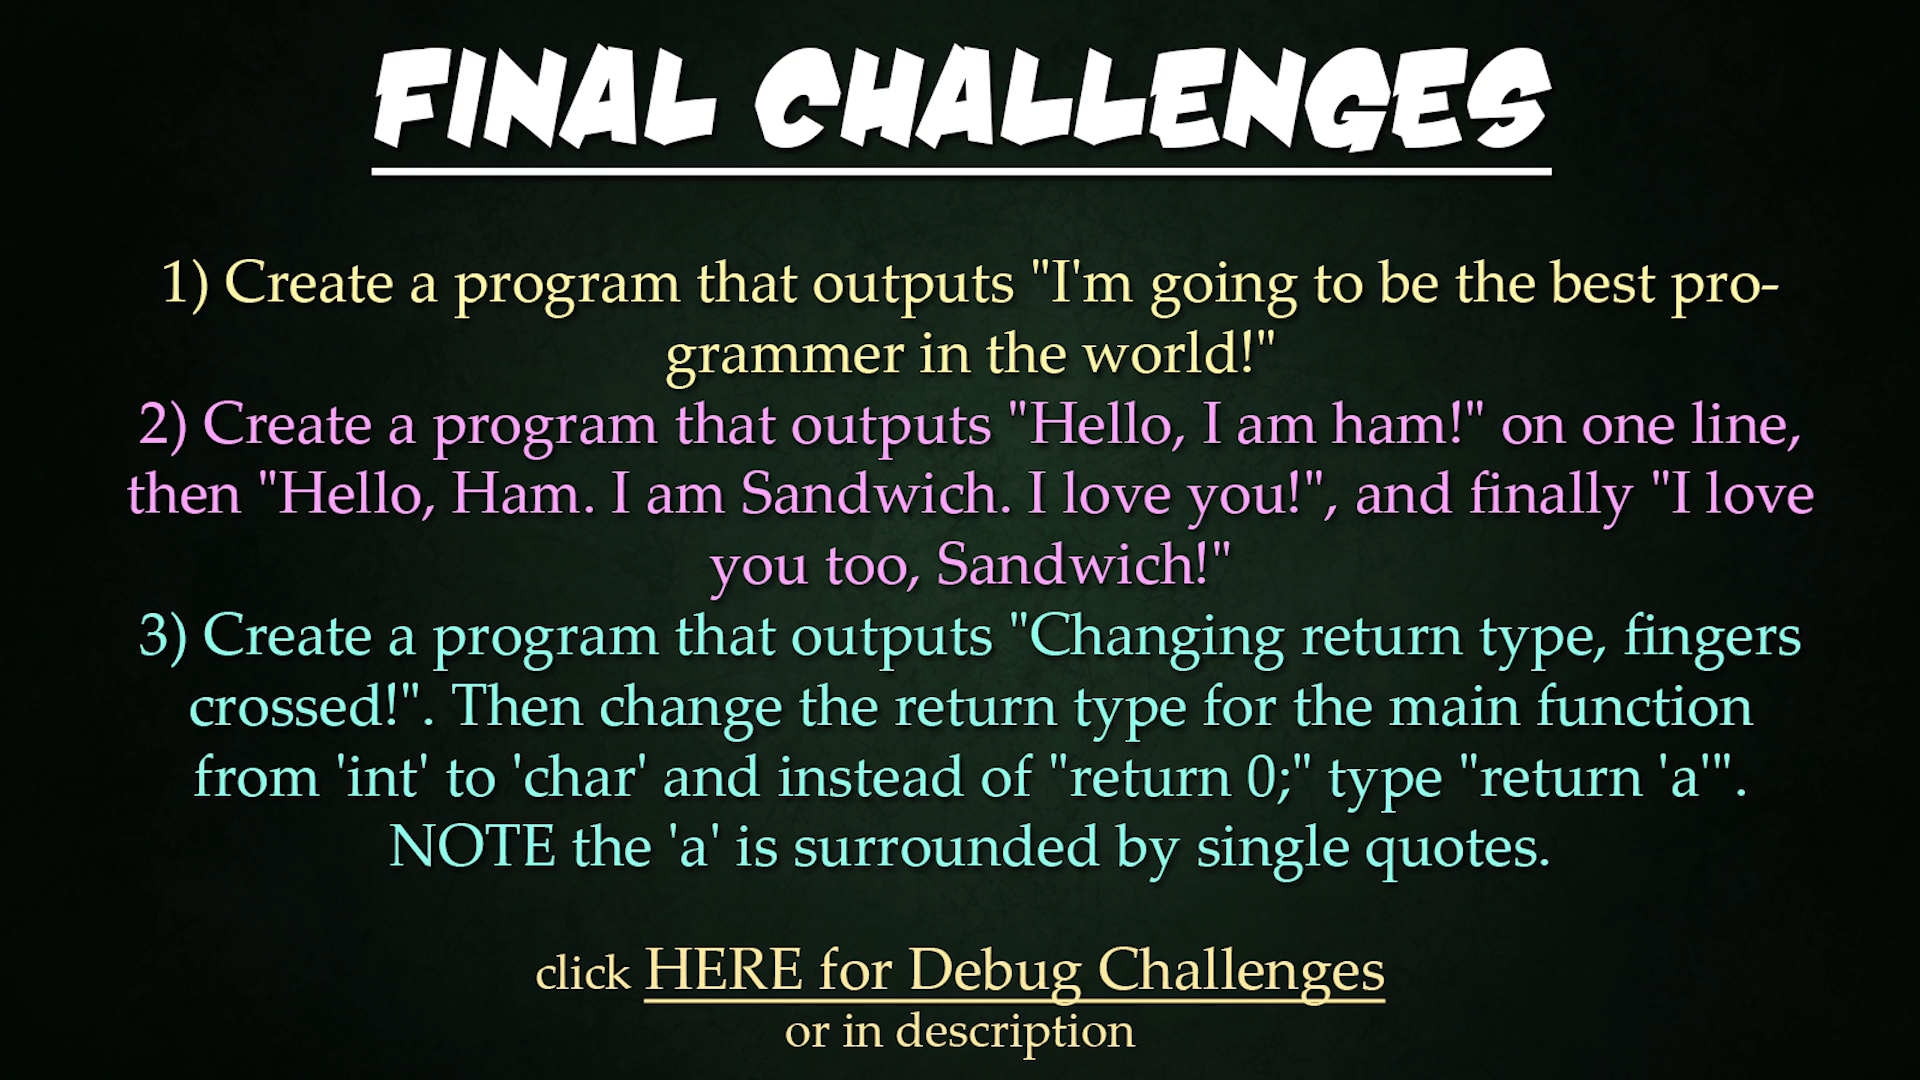 FINAL CHALLENGES
1) Create a program that outputs "I'm going to be the best pro-
grammer in the world!"
2) Create a program that outputs "Hello, I am ham!" on one line,
then "Hello, Ham. I am Sandwich. I love you!", and finally "I love
you too, Sandwich!"
3) Create a program that outputs "Changing return type, fingers
crossed!". Then change the return type for the main function
from 'int' to 'char' and instead of "return 0;" type "return 'a'".
NOTE the 'a' is surrounded by single quotes.
click HERE for Debug Challenges
or in description